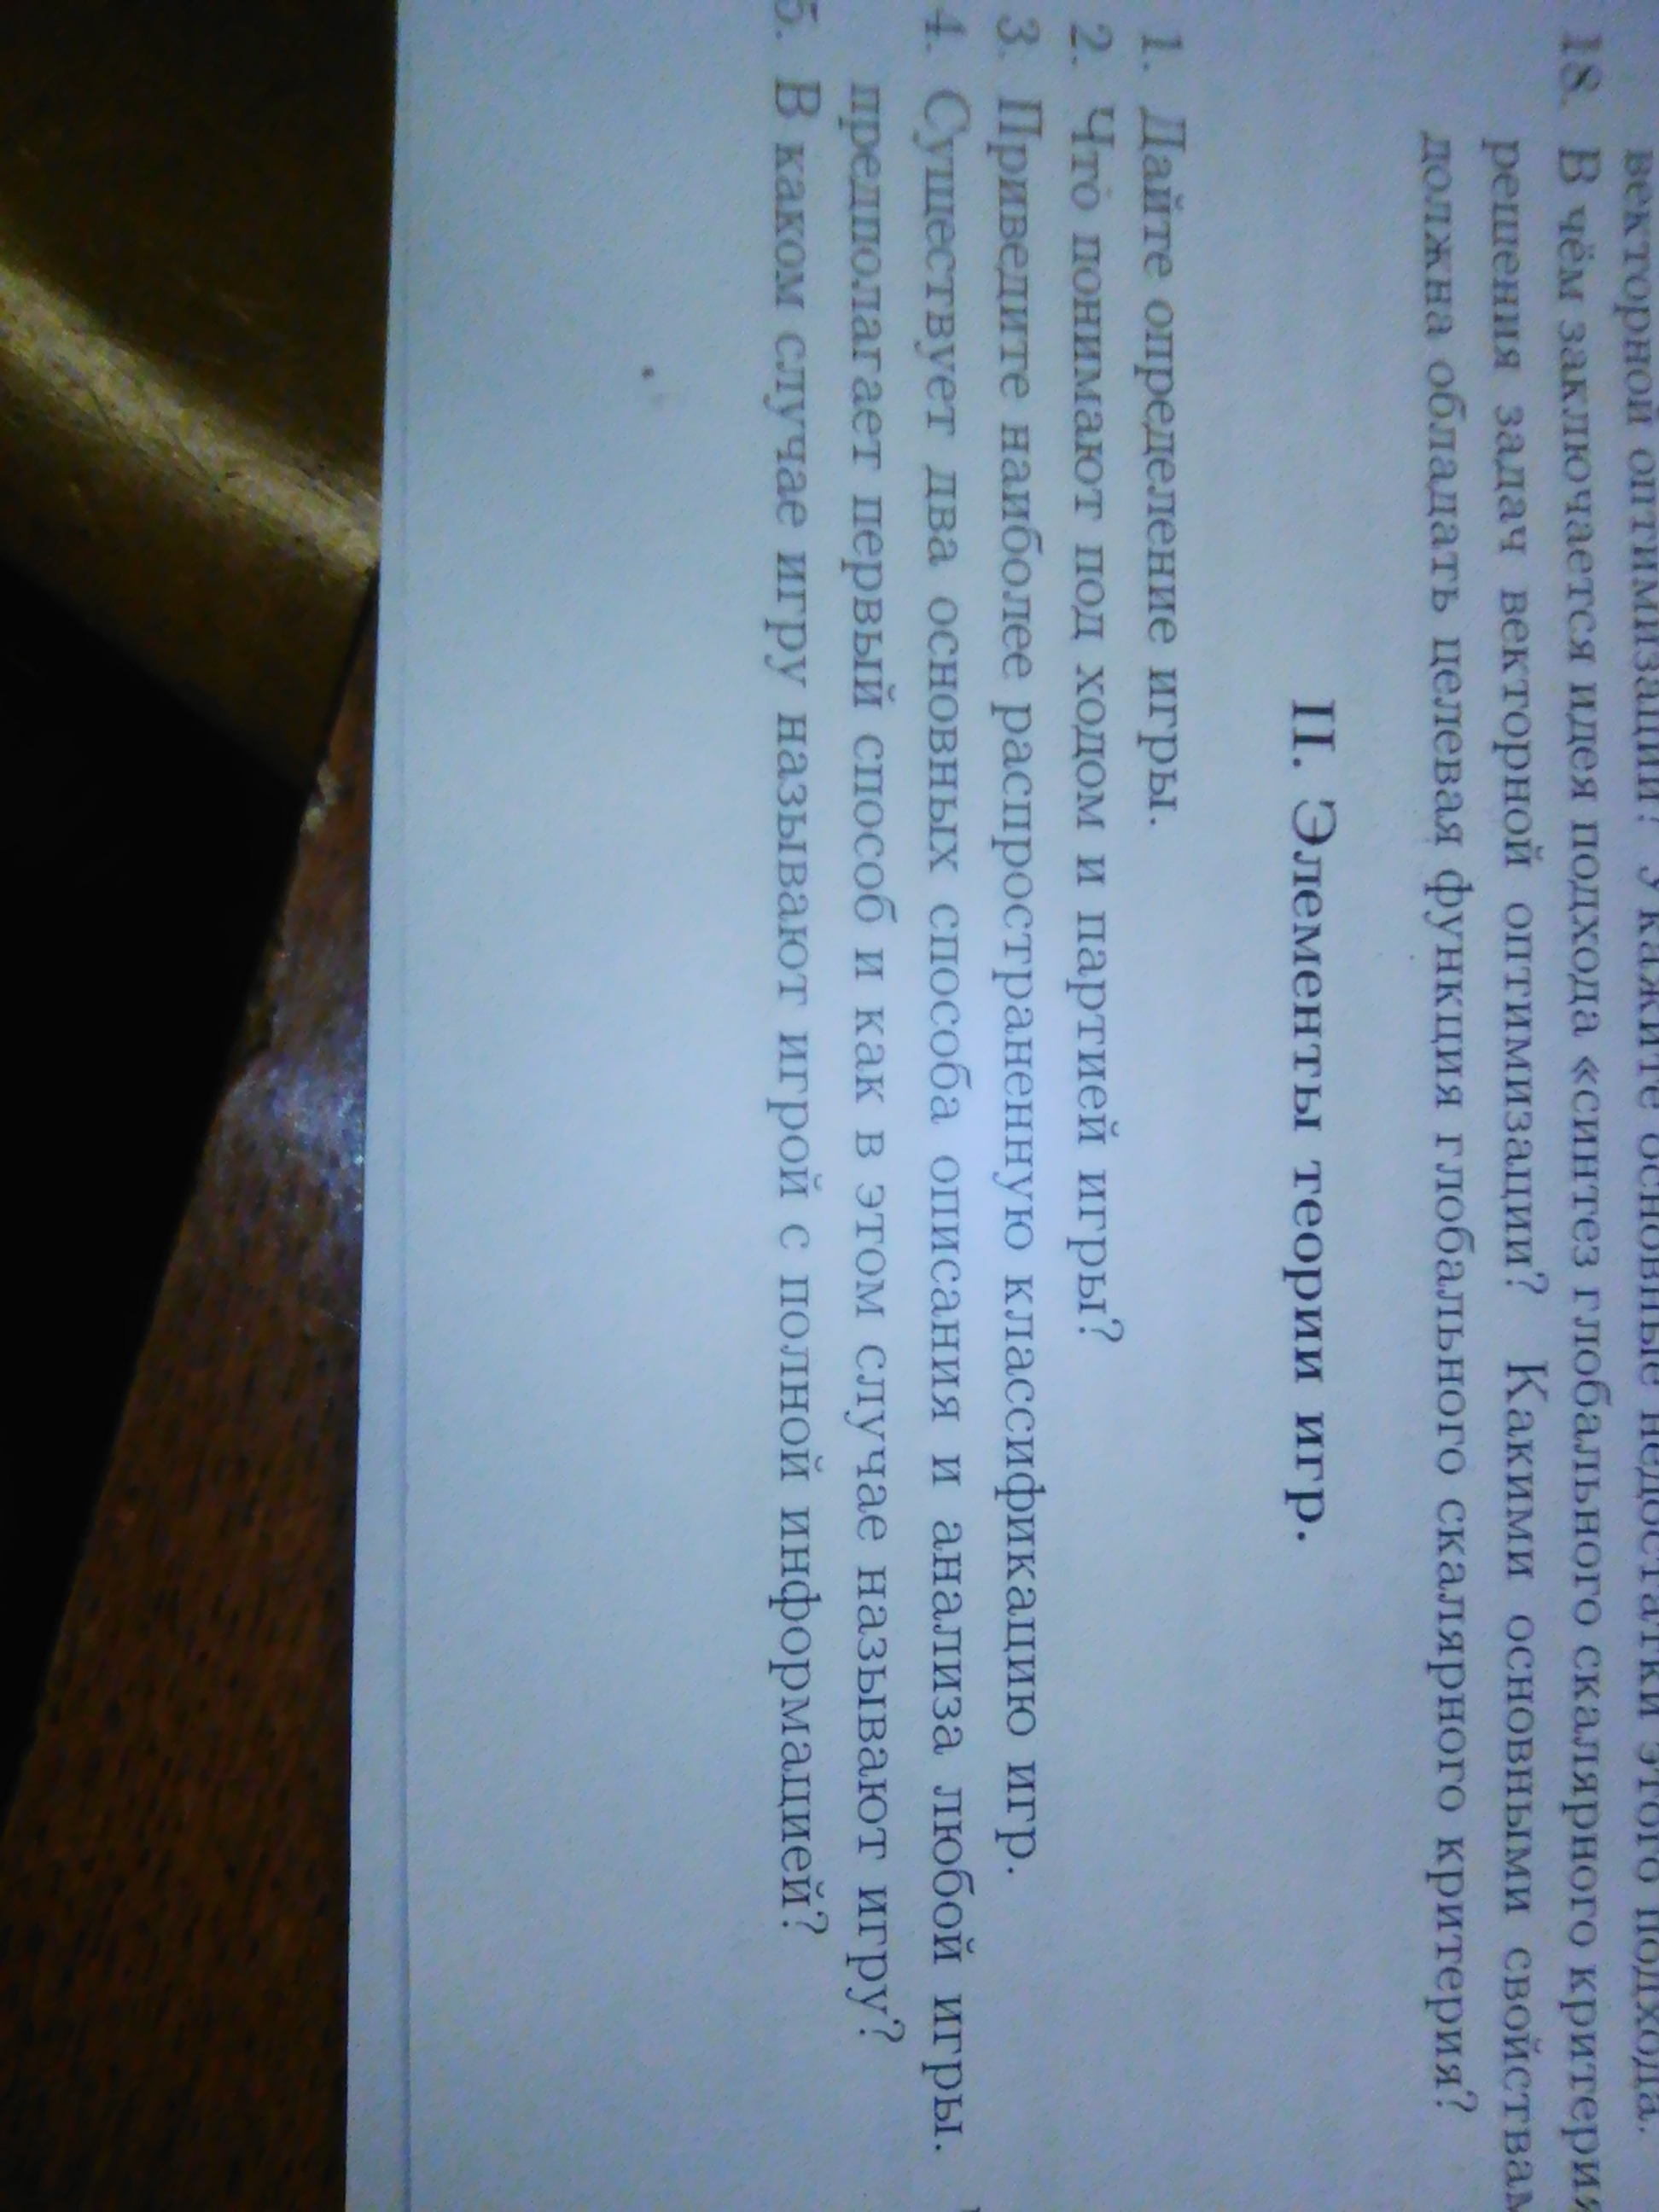 векторной оптимизации? Укажите основные недостатки этого подхода.
18. В чём заключается идея подхода «синтез глобального скалярного
решения задач векторной оптимизации? Какими основными
должна обладать целевая функция глобального скалярного критерия?
II. Элементы теории игр.
1. Дайте определение игры.
2. Что понимают под ходом и партией игры?
3. Приведите наиболее распространенную классификацию игр.
4. Существует два основных способа описания и анализа любой игры.
предполагает первый способ и как в этом случае называют игру?
5. В каком случае игру называют игрой с полной информацией?